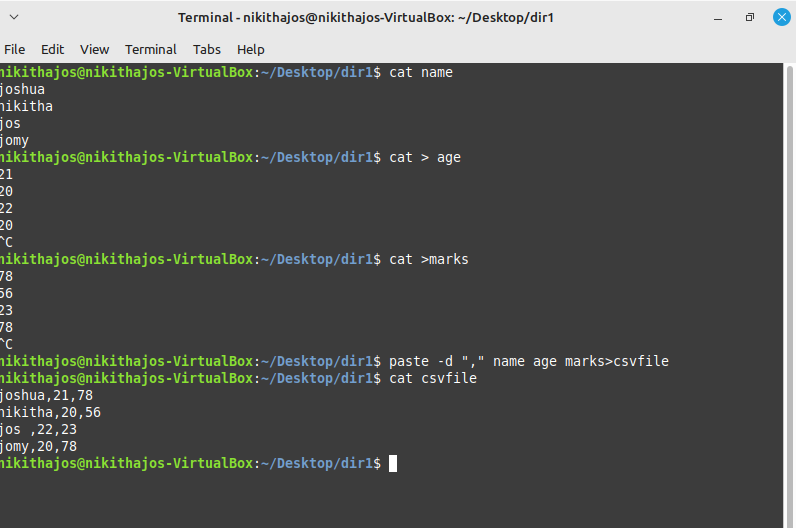 Terminal - nikithajos@nikithajos-VirtualBox: ~/Desktop/dir1
File Edit View Terminal Tabs Help
nikithajos@nikithajos-VirtualBox:~/Desktop/dir1$ cat name
joshua
nikitha
jos
jomy
nikithajos@nikithajos-VirtualBox:~/Desktop/dir1$ cat > age
21
20
22
20
^C
nikithajos@nikithajos-VirtualBox:~/Desktop/dir1$ cat >marks
78
56
23
78
^C
nikithajos@nikithajos-VirtualBox:~/Desktop/dir1$ paste -d "," name age marks>csvfile
nikithajos@nikithajos-VirtualBox:~/Desktop/dir1$ cat csvfile
joshua,21,78
nikitha,20,56
jos ,22,23
jomy,20,78
nikithajos@nikithajos-VirtualBox:~/Desktop/dir1$